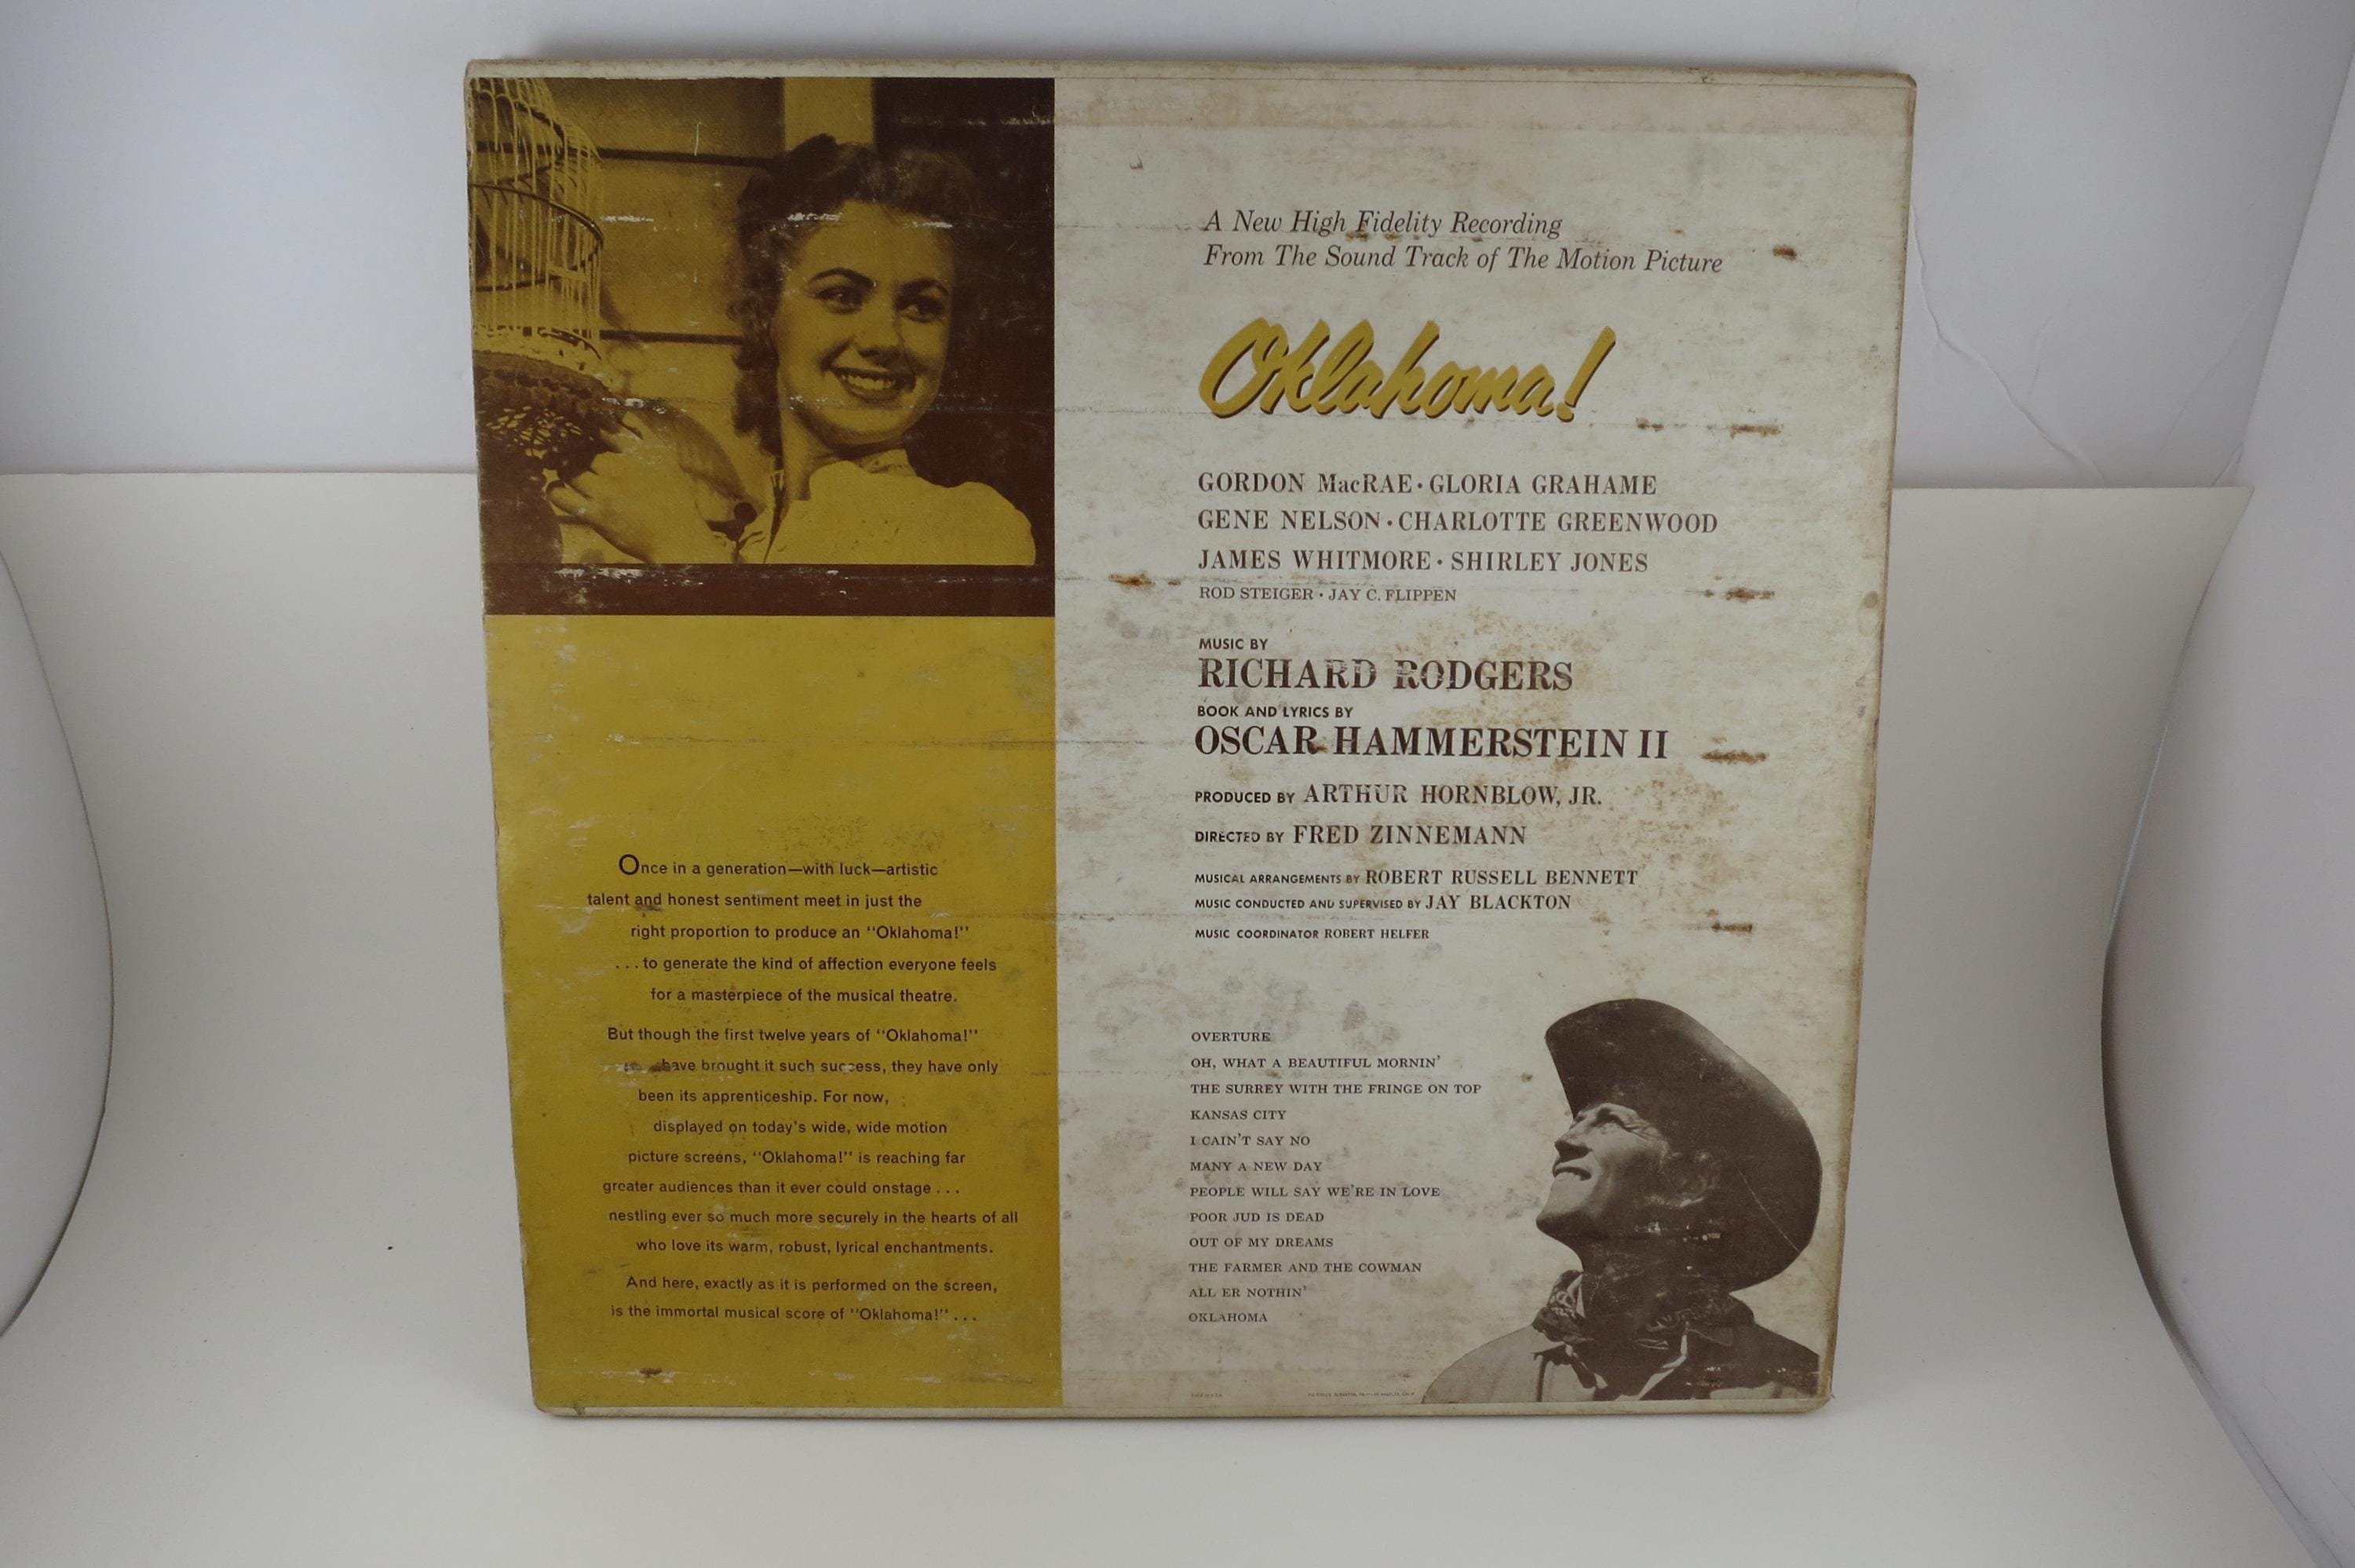 Once in a generation—with luck—artistic
talent and honest sentiment meet in just the
right proportion to produce an "Oklahoma!"
...to generate the kind of affection everyone feels
for a masterpiece of the musical theatre.
But though the first twelve years of "Oklahoma!"
have brought it such success, they have only
been its apprenticeship. For now,
displayed on today's wide, wide motion
picture screens, "Oklahoma!" is reaching far
greater audiences than it ever could onstage...
nestling ever so much more securely in the hearts of all
who love its warm, robust, lyrical enchantments.
And here, exactly as it is performed on the screen,
is the immortal musical score of "Oklahoma!"...
A New High Fidelity Recording
From The Sound Track of The Motion Picture
Oklahoma!
GORDON MacRAE · GLORIA GRAHAME
GENE NELSON · CHARLOTTE GREENWOOD
JAMES WHITMORE · SHIRLEY JONES
ROD STEIGER · JAY C. FLIPPEN
MUSIC BY
RICHARD RODGERS
BOOK AND LYRICS BY
OSCAR HAMMERSTEIN II
PRODUCED BY ARTHUR HORNBLOW, JR.
DIRECTED BY FRED ZINNEMANN
MUSICAL ARRANGEMENTS BY ROBERT RUSSELL BENNETT
MUSIC CONDUCTED AND SUPERVISED BY JAY BLACKTON
MUSIC COORDINATOR ROBERT HELFER
OVERTURE
OH, WHAT A BEAUTIFUL MORNIN'
THE SURREY WITH THE FRINGE ON TOP
KANSAS CITY
I CAIN'T SAY NO
MANY A NEW DAY
PEOPLE WILL SAY WE'RE IN LOVE
POOR JUD IS DEAD
OUT OF MY DREAMS
THE FARMER AND THE COWMAN
ALL ER NOTHIN'
OKLAHOMA